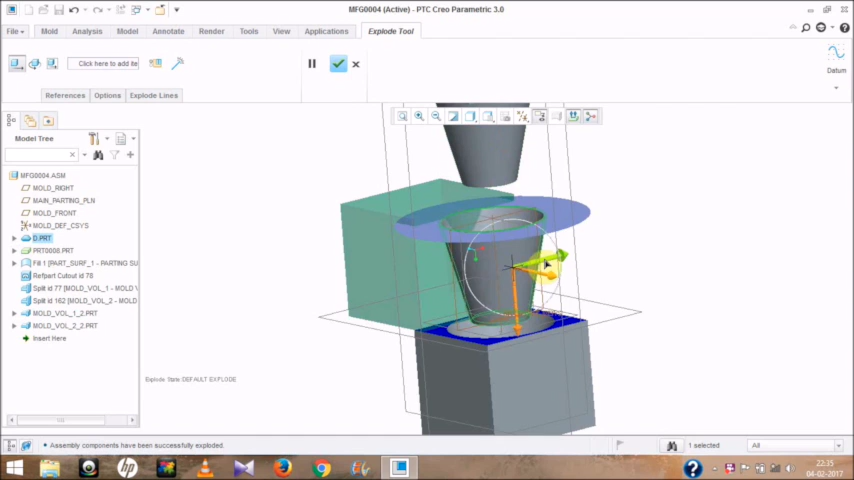 MFG0004 (Active) - PTC Creo Parametric 3.0
File
Mold
Analysis
Model
Annotate
Render
Tools
View
Applications
Explode Tool
Click here to add ite
Datum
References
Options
Explode Lines
Model Tree
MFG0004.ASM
MOLD_RIGHT
MAIN_PARTING_PLN
MOLD_FRONT
MOLD_DEF_CSYS
D.PRT
PRT0008.PRT
Fill 1 [PART_SURF_1 - PARTING SU
Refpart Cutout id 78
Split id 77 [MOLD_VOL_1 - MOLD
Split id 162 [MOLD_VOL_2 - MOLD
MOLD_VOL_1_2.PRT
MOLD_VOL_2_2.PRT
Insert Here
Explode State:DEFAULT EXPLODE
Assembly components have been successfully exploded.
1 selected
All
22:35
04-02-2017